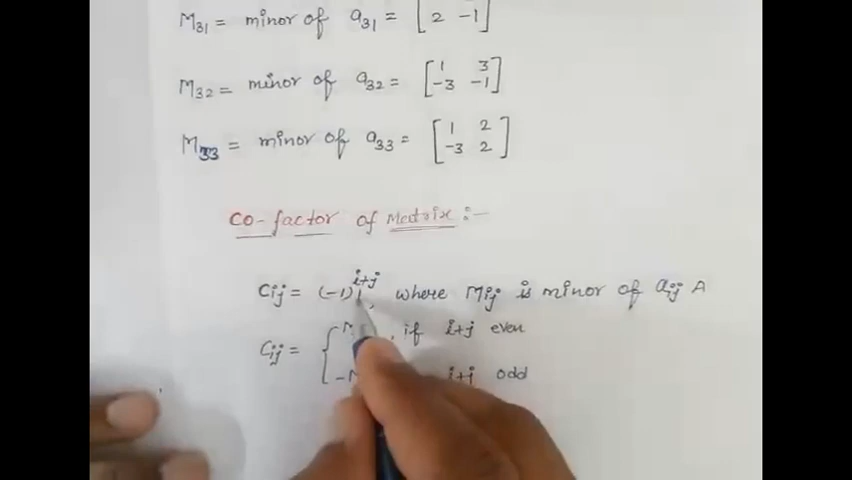 M31 = minor of a31 = [ 2 -1 ]
M32 = minor of a32 = [ 1 3
-3 -1 ]
M33 = minor of a33 = [ 1 2
-3 2 ]
Co-factor of Matrix :-
Cij = (-1)^i+j , where Mij is minor of aij A
Cij = { M , if i+j even
-M i+j odd